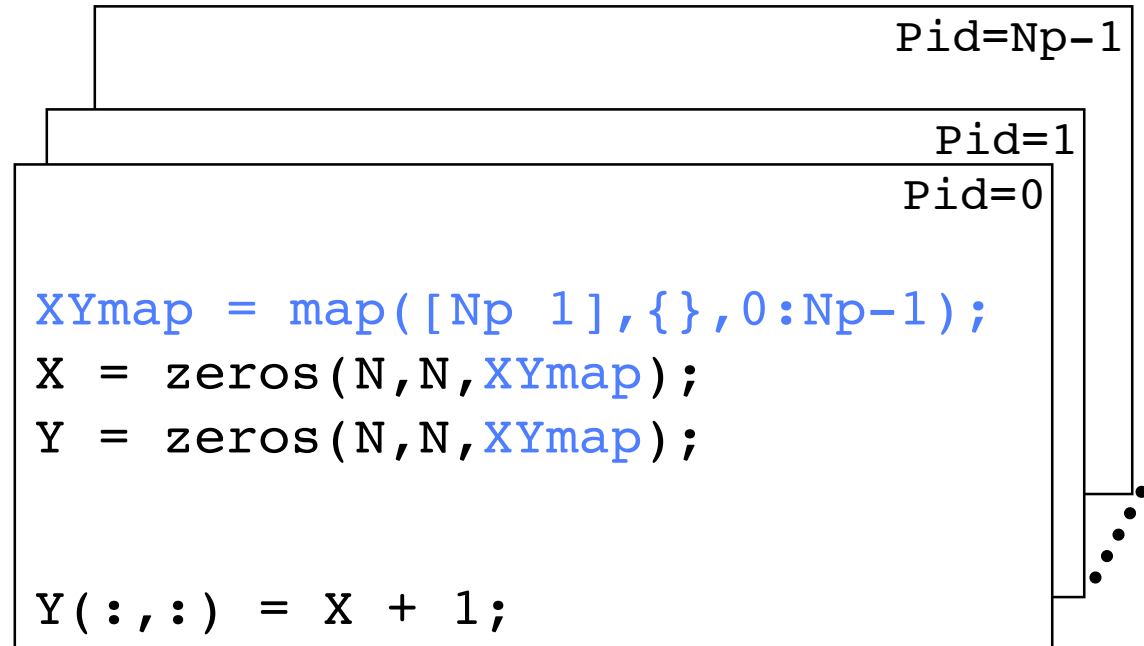 Pid=Np-1
Pid=1
Pid=0
XYmap = map([Np 1],{},0:Np-1);
X = zeros(N,N,XYmap);
Y = zeros(N,N,XYmap);
Y(:,:) = X + 1;